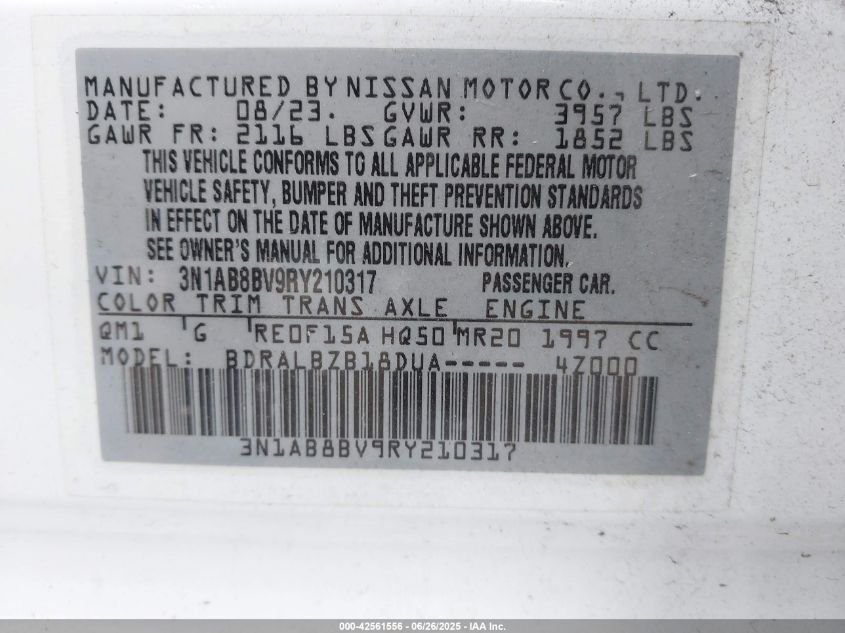 MANUFACTURED BY NISSAN MOTOR CO., LTD.
DATE: 08/23. GVWR: 3957 LBS
GAWR FR: 2116 LBS GAWR RR: 1852 LBS
THIS VEHICLE CONFORMS TO ALL APPLICABLE FEDERAL MOTOR
VEHICLE SAFETY, BUMPER AND THEFT PREVENTION STANDARDS
IN EFFECT ON THE DATE OF MANUFACTURE SHOWN ABOVE.
SEE OWNER'S MANUAL FOR ADDITIONAL INFORMATION.
VIN: 3N1AB8BV9RY210317 PASSENGER CAR.
COLOR TRIM TRANS AXLE ENGINE
QM1 G RE0F15A HQ50 MR20 1997 CC
MODEL: BDRALBZB18DUA----- 4Z000
3N1AB8BV9RY210317
000-42561556 - 06/26/2025 - IAA Inc.